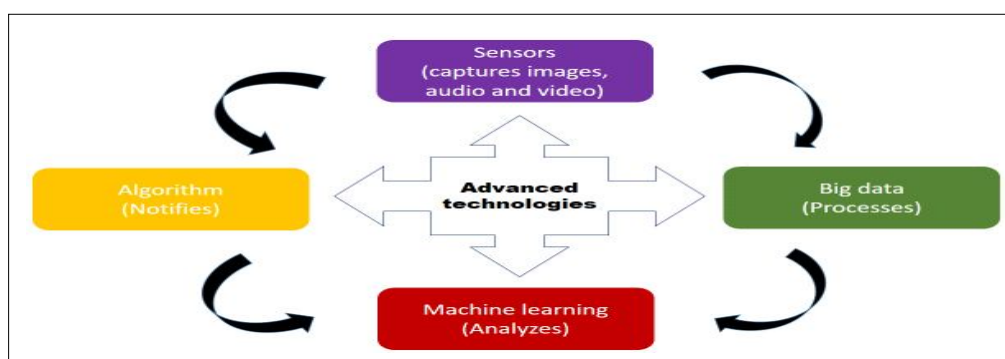 Sensors
(captures images,
audio and video)
Algorithm
(Notifies)
Advanced
technologies
Big data
(Processes)
Machine learning
(Analyzes)